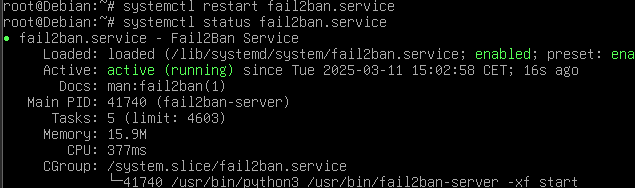 root@Debian:~# systemctl restart fail2ban.service
root@Debian:~# systemctl status fail2ban.service
● fail2ban.service - Fail2Ban Service
     Loaded: loaded (/lib/systemd/system/fail2ban.service; enabled; preset: ena
     Active: active (running) since Tue 2025-03-11 15:02:58 CET; 16s ago
       Docs: man:fail2ban(1)
   Main PID: 41740 (fail2ban-server)
      Tasks: 5 (limit: 4603)
     Memory: 15.9M
        CPU: 377ms
     CGroup: /system.slice/fail2ban.service
             └─41740 /usr/bin/python3 /usr/bin/fail2ban-server -xf start